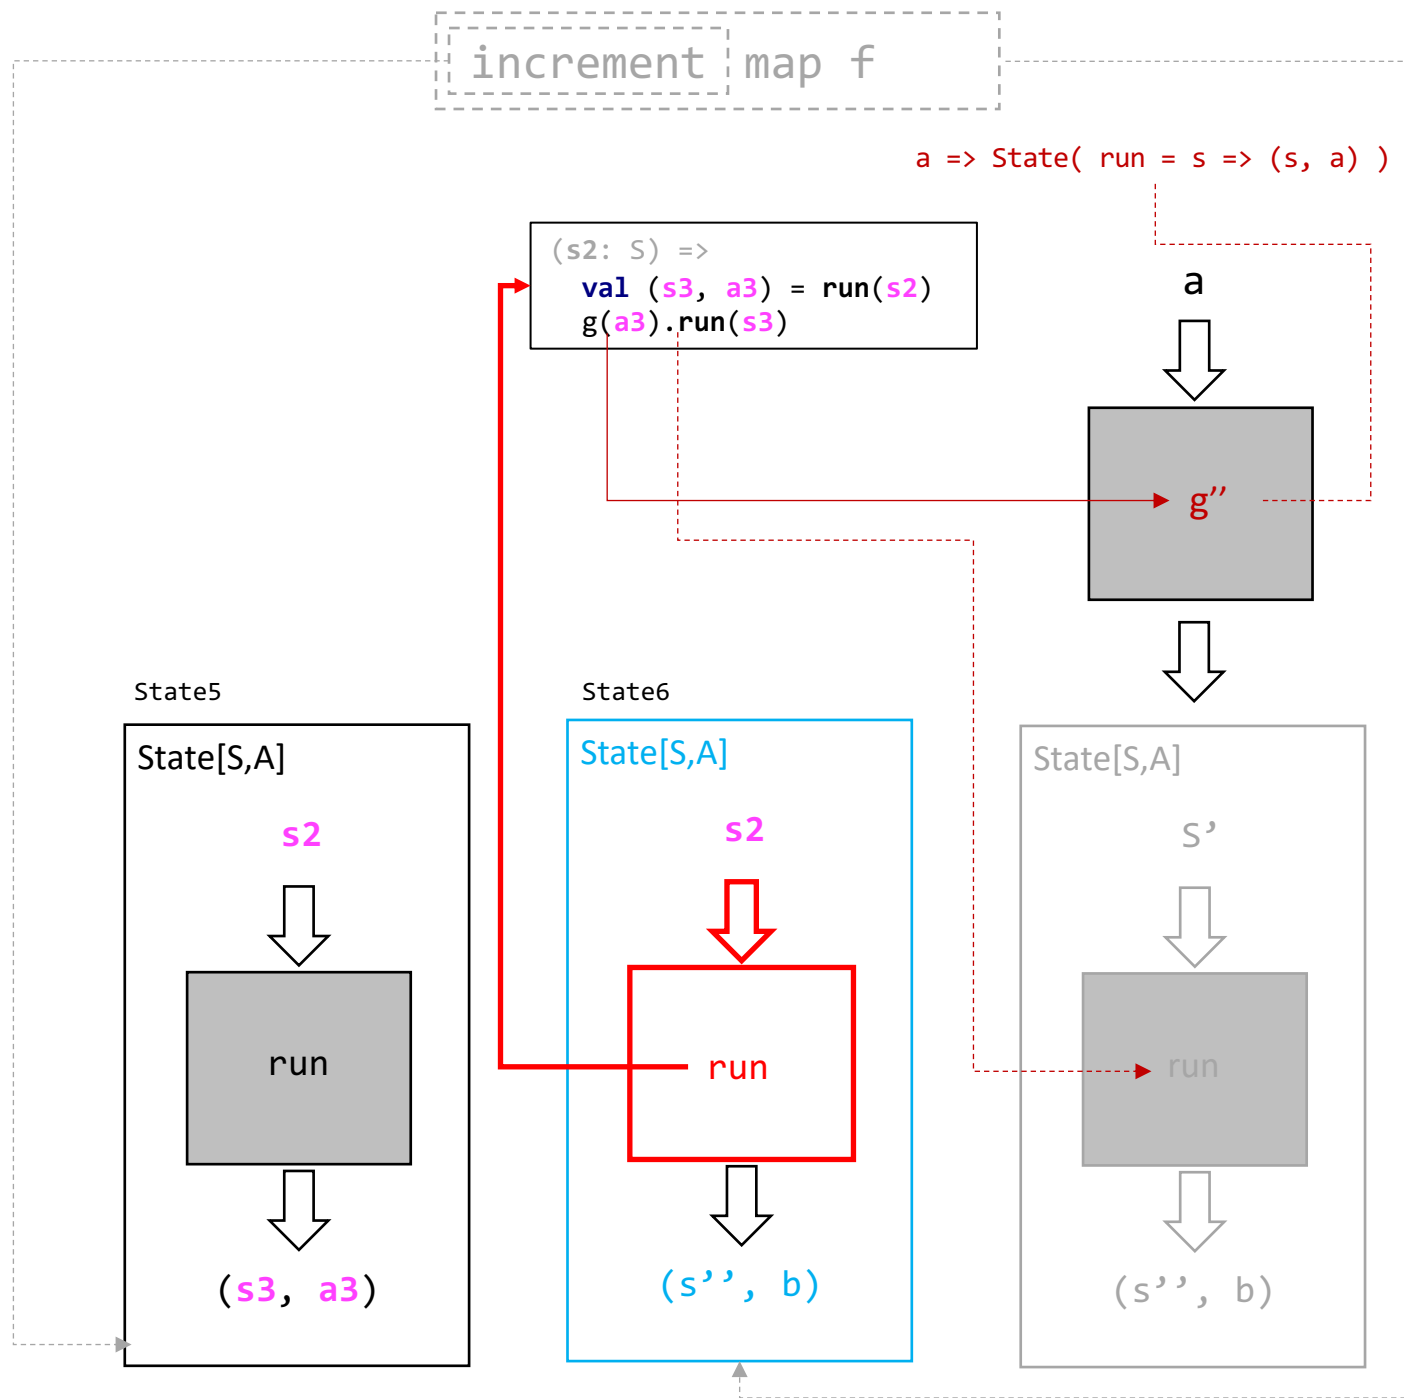 increment map f
a => State( run = s => (s, a) )
(s2: S) =>
val (s3, a3) = run(s2)
g(a3).run(s3)
a
g’’
State5
State6
State[S,A]
State[S,A]
State[S,A]
s2
s2
S’
run
run
run
(s3, a3)
(s’’, b)
(s’’, b)